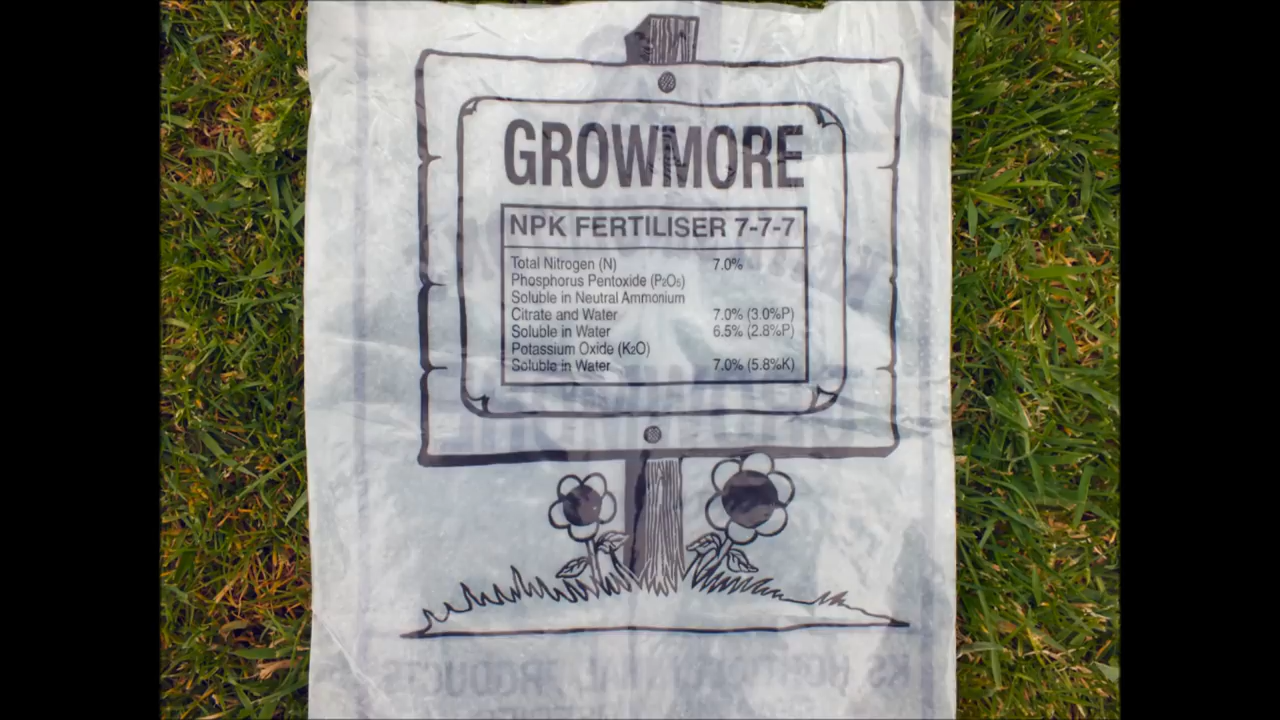 GROWMORE
NPK FERTILISER 7-7-7
Total Nitrogen (N) 7.0%
Phosphorus Pentoxide (P₂O₅)
Soluble in Neutral Ammonium
Citrate and Water 7.0% (3.0%P)
Soluble in Water 6.5% (2.8%P)
Potassium Oxide (K₂O)
Soluble in Water 7.0% (5.8%K)